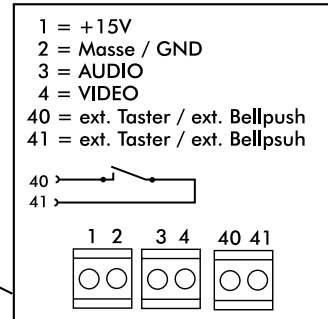 1 = +15V
2 = Masse / GND
3 = AUDIO
4 = VIDEO
40 = ext. Taster / ext. Bellpush
41 = ext. Taster / ext. Bellpsuh
40
41
1 2 3 4 40 41